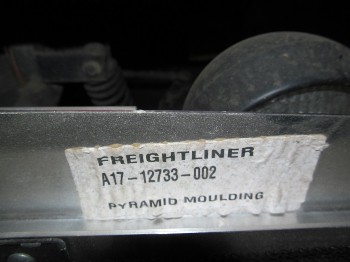 FREIGHTLINER
A17-12733-002
PYRAMID MOULDING